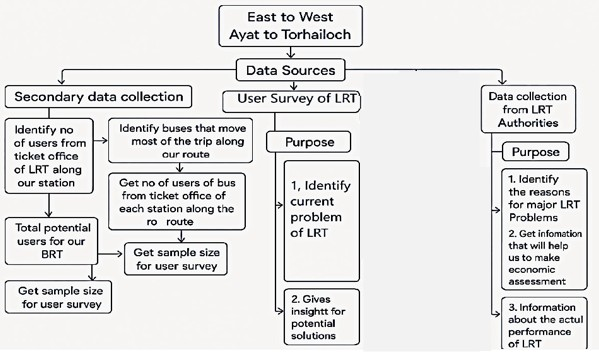 East to West
Ayat to Torhailoch
Data Sources
Secondary data collection
Identify no
of users from
ticket office
of LRT along
our station
Identify buses that move
most of the trip along
our route
Get no of users of bus
from ticket office of
each station along the
ro route
Total potential
users for our
BRT
Get sample size
for user survey
Get sample size
for user survey
User Survey of LRT
Purpose
1, Identify
current
problem
of LRT
2. Gives
insightt for
potential
solutions
Data collection
from LRT
Authorities
Purpose
1. Identify
the reasons
for major LRT
Problems
2. Get infomation
that will help
us to make
economic
assessment
3. Information
about the actul
performance
of LRT